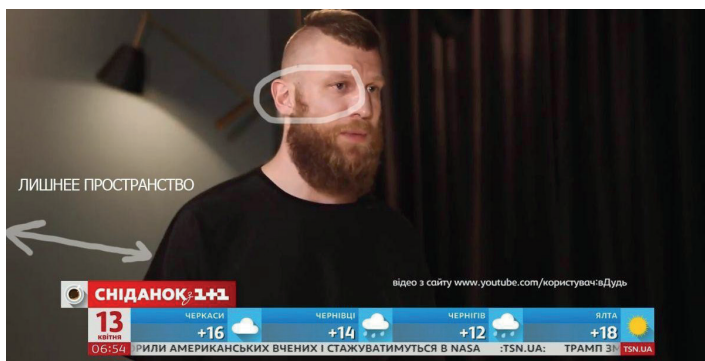 ЛИШНЕЕ ПРОСТРАНСТВО
відео з сайту www.youtube.com/користувач:вДудь
СНІДАНОК з 1+1
13 КВІТНЯ
ЧЕРКАСИ +16
ЧЕРНІВЦІ +14
ЧЕРНІГІВ +12
ЯЛТА +18
06:54 РИЛИ АМЕРИКАНСЬКИХ ВЧЕНИХ І СТАЖУВАТИМУТЬСЯ В NASA :TSN.UA: ТРАМП TSN.UA